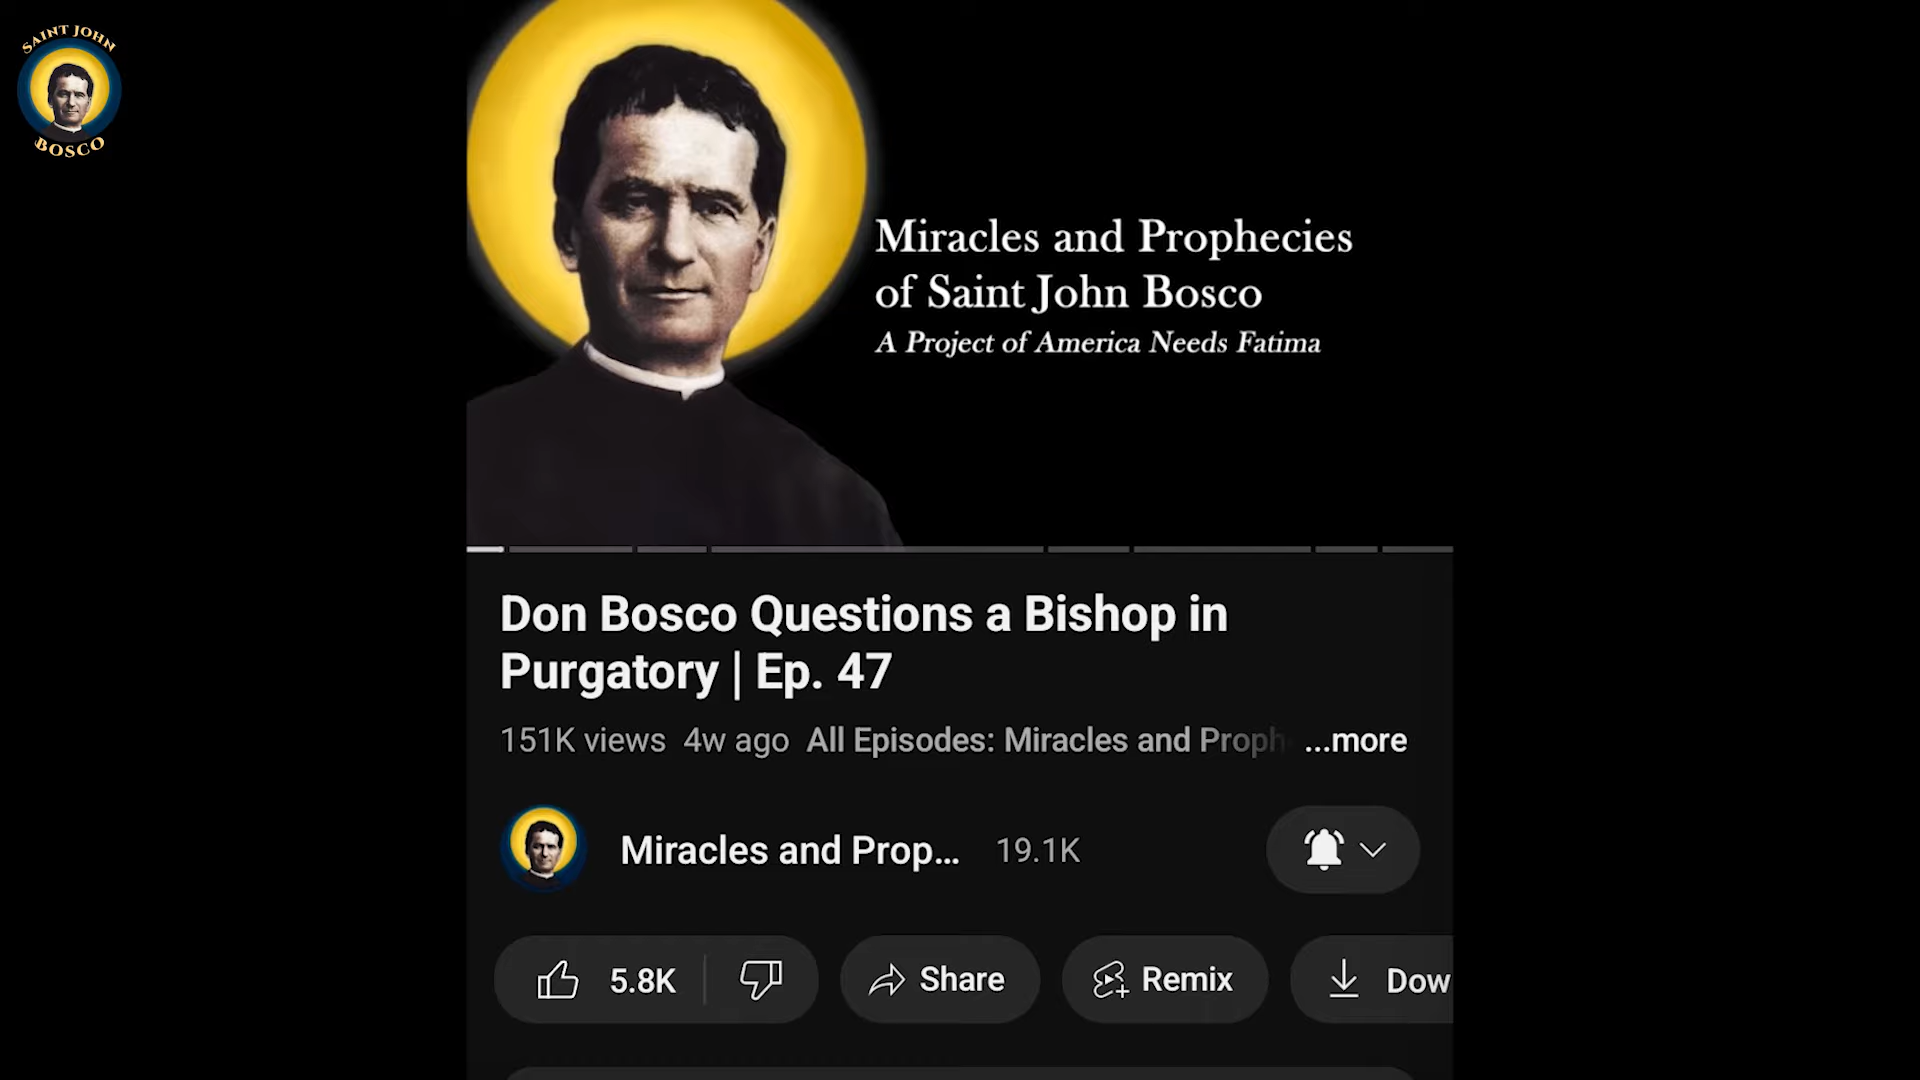 SAINT JOHN
BOSCO
Miracles and Prophecies
of Saint John Bosco
A Project of America Needs Fatima
Don Bosco Questions a Bishop in
Purgatory | Ep. 47
151K views 4w ago All Episodes: Miracles and Proph ...more
Miracles and Prop... 19.1K
5.8K Share Remix Dow